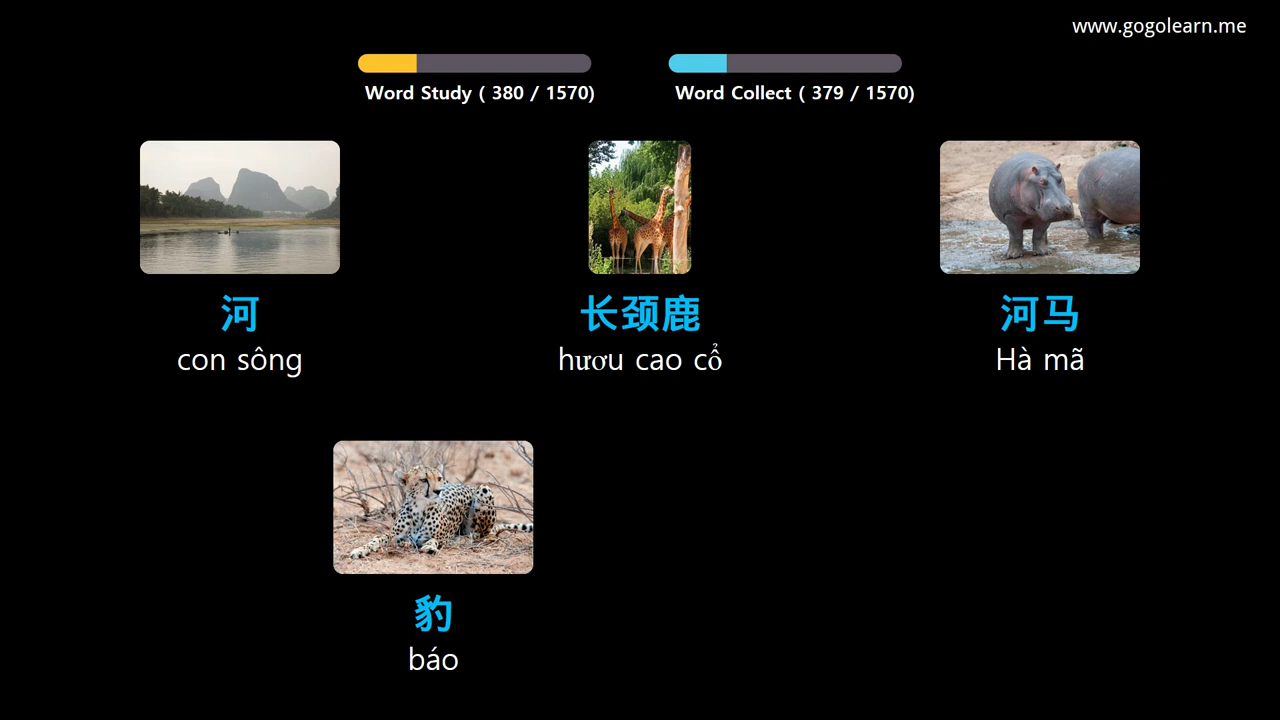 www.gogolearn.me
Word Study ( 380 / 1570)
Word Collect ( 379 / 1570)
河
con sông
长颈鹿
hươu cao cổ
河马
Hà mã
豹
báo